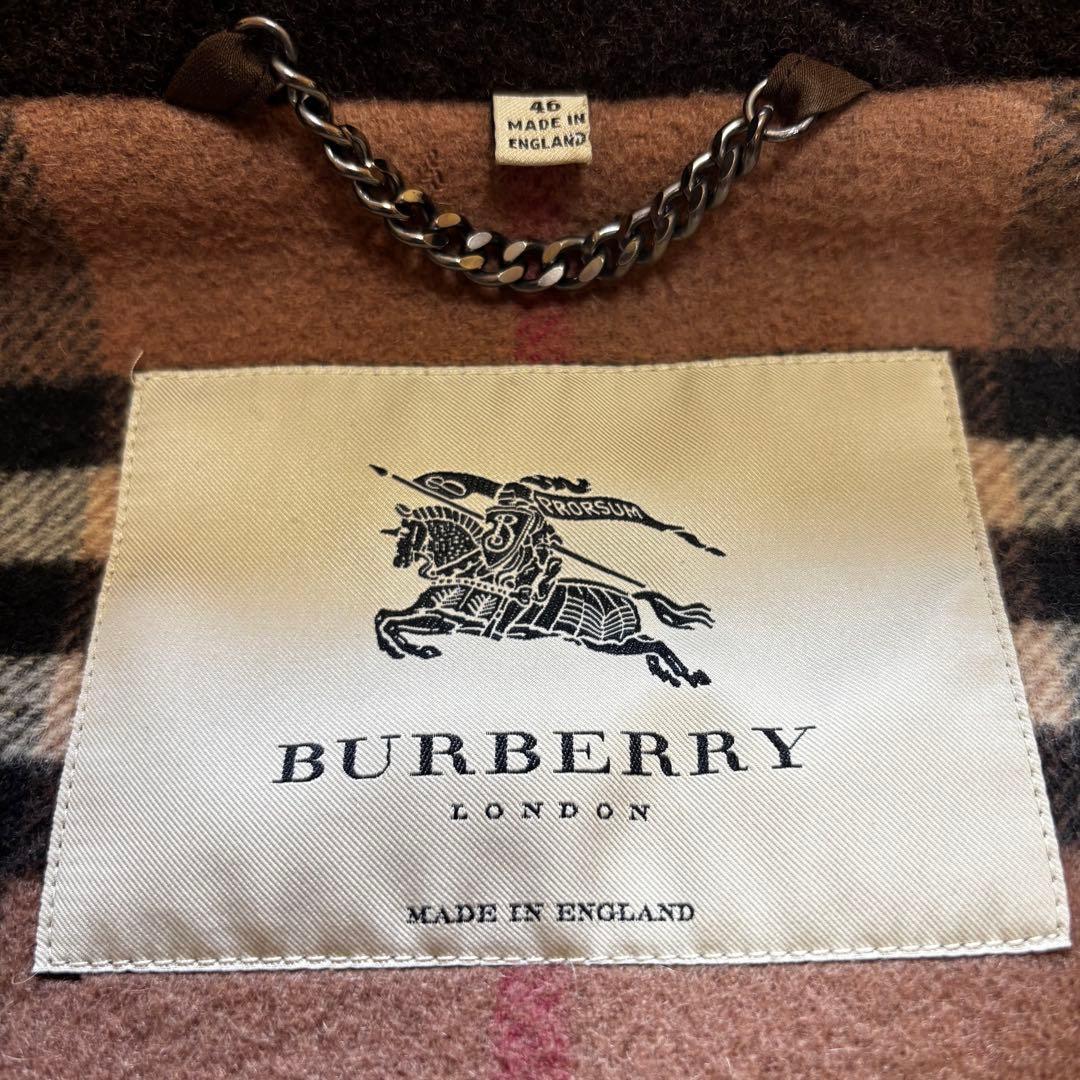 46
MADE IN
ENGLAND
B
PRORSUM
B
BURBERRY
LONDON
MADE IN ENGLAND